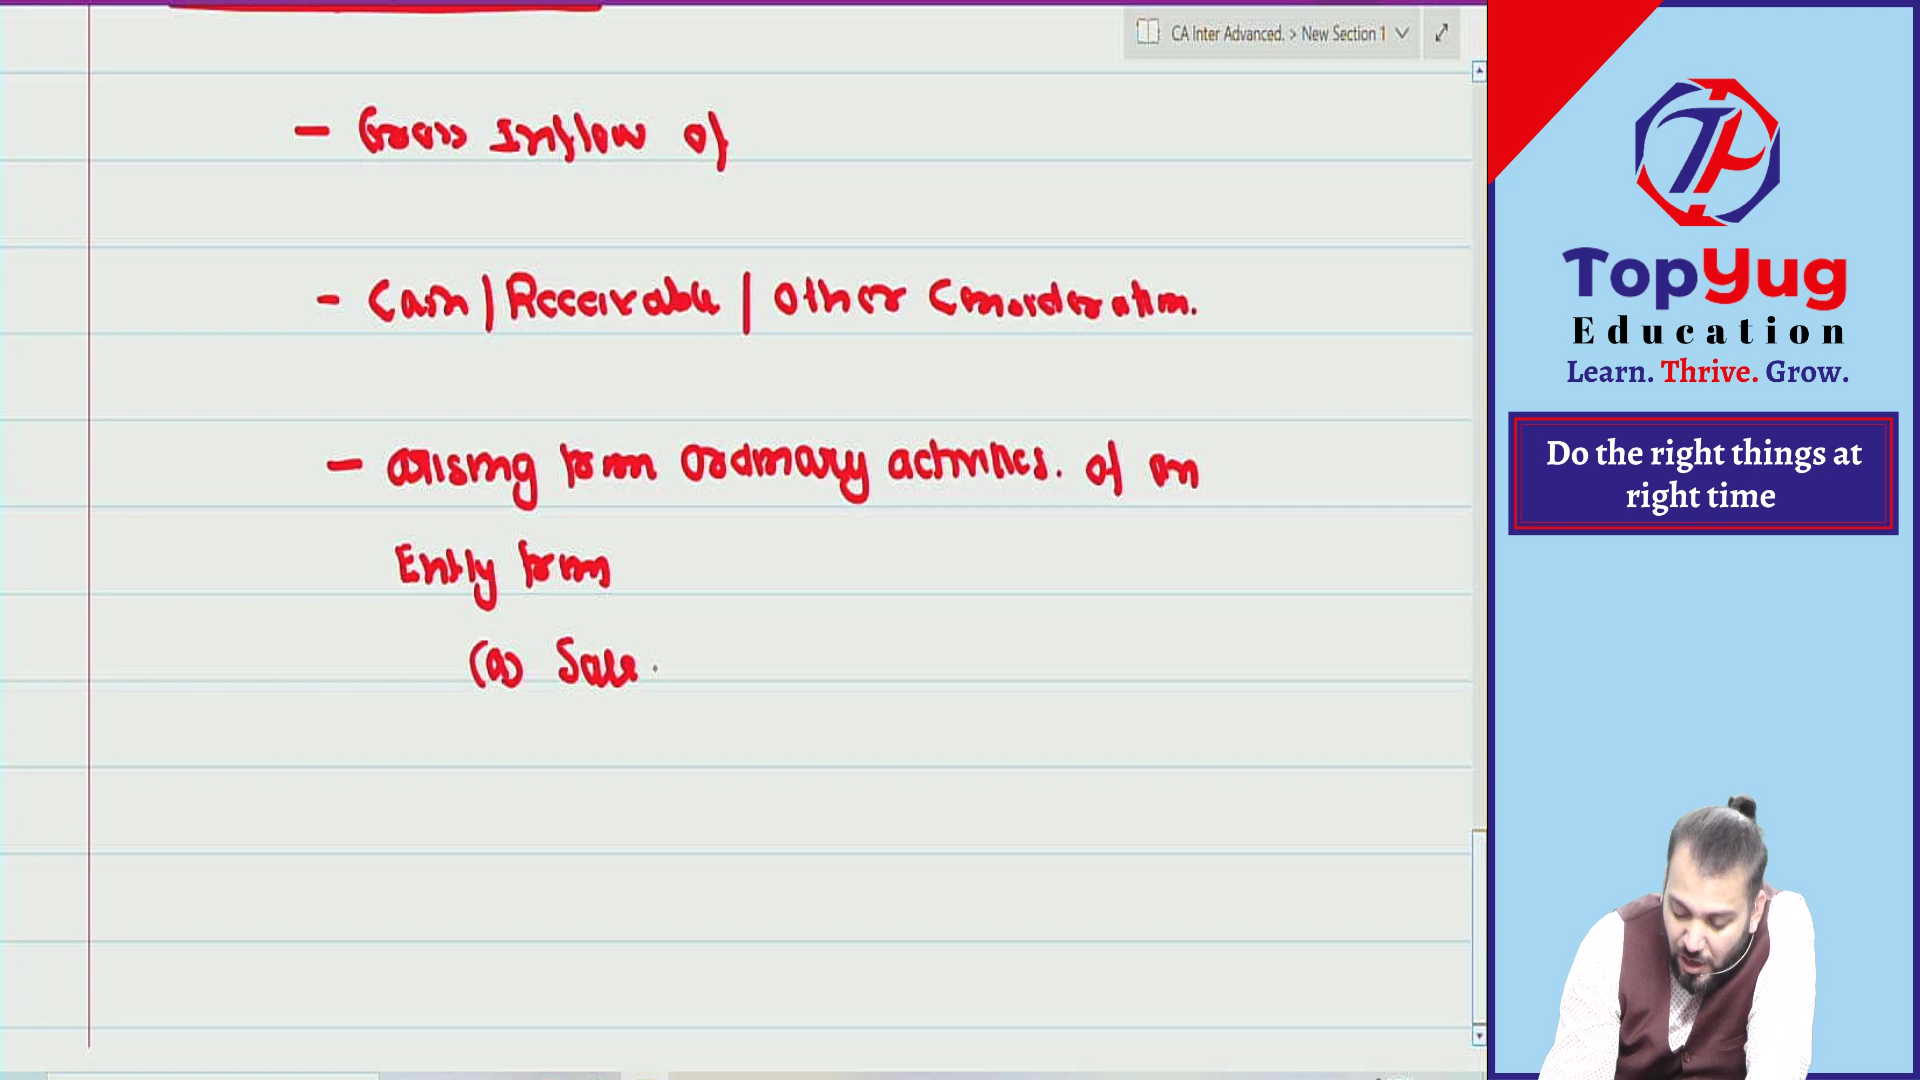 CA Inter Advanced. > New Section 1
- Gross Inflow of
- Cash | Receivable | Other Consideration.
- arising from ordinary activities. of an
Entity from
(a) Sale
TopYug
Education
Learn. Thrive. Grow.
Do the right things at
right time